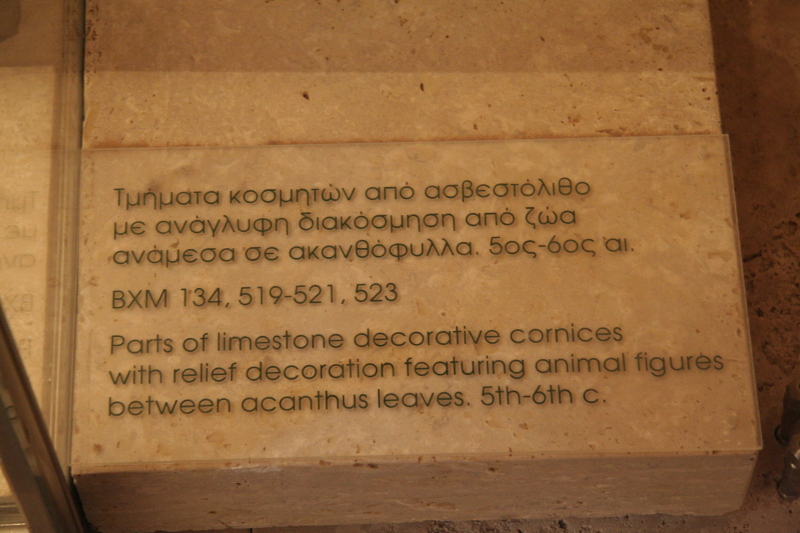 Τμήματα κοσμητών από ασβεστόλιθο
με ανάγλυφη διακόσμηση από ζώα
ανάμεσα σε ακανθόφυλλα. 5ος-6ος αι.
ΒΧΜ 134, 519-521, 523
Parts of limestone decorative cornices
with relief decoration featuring animal figures
between acanthus leaves. 5th-6th c.